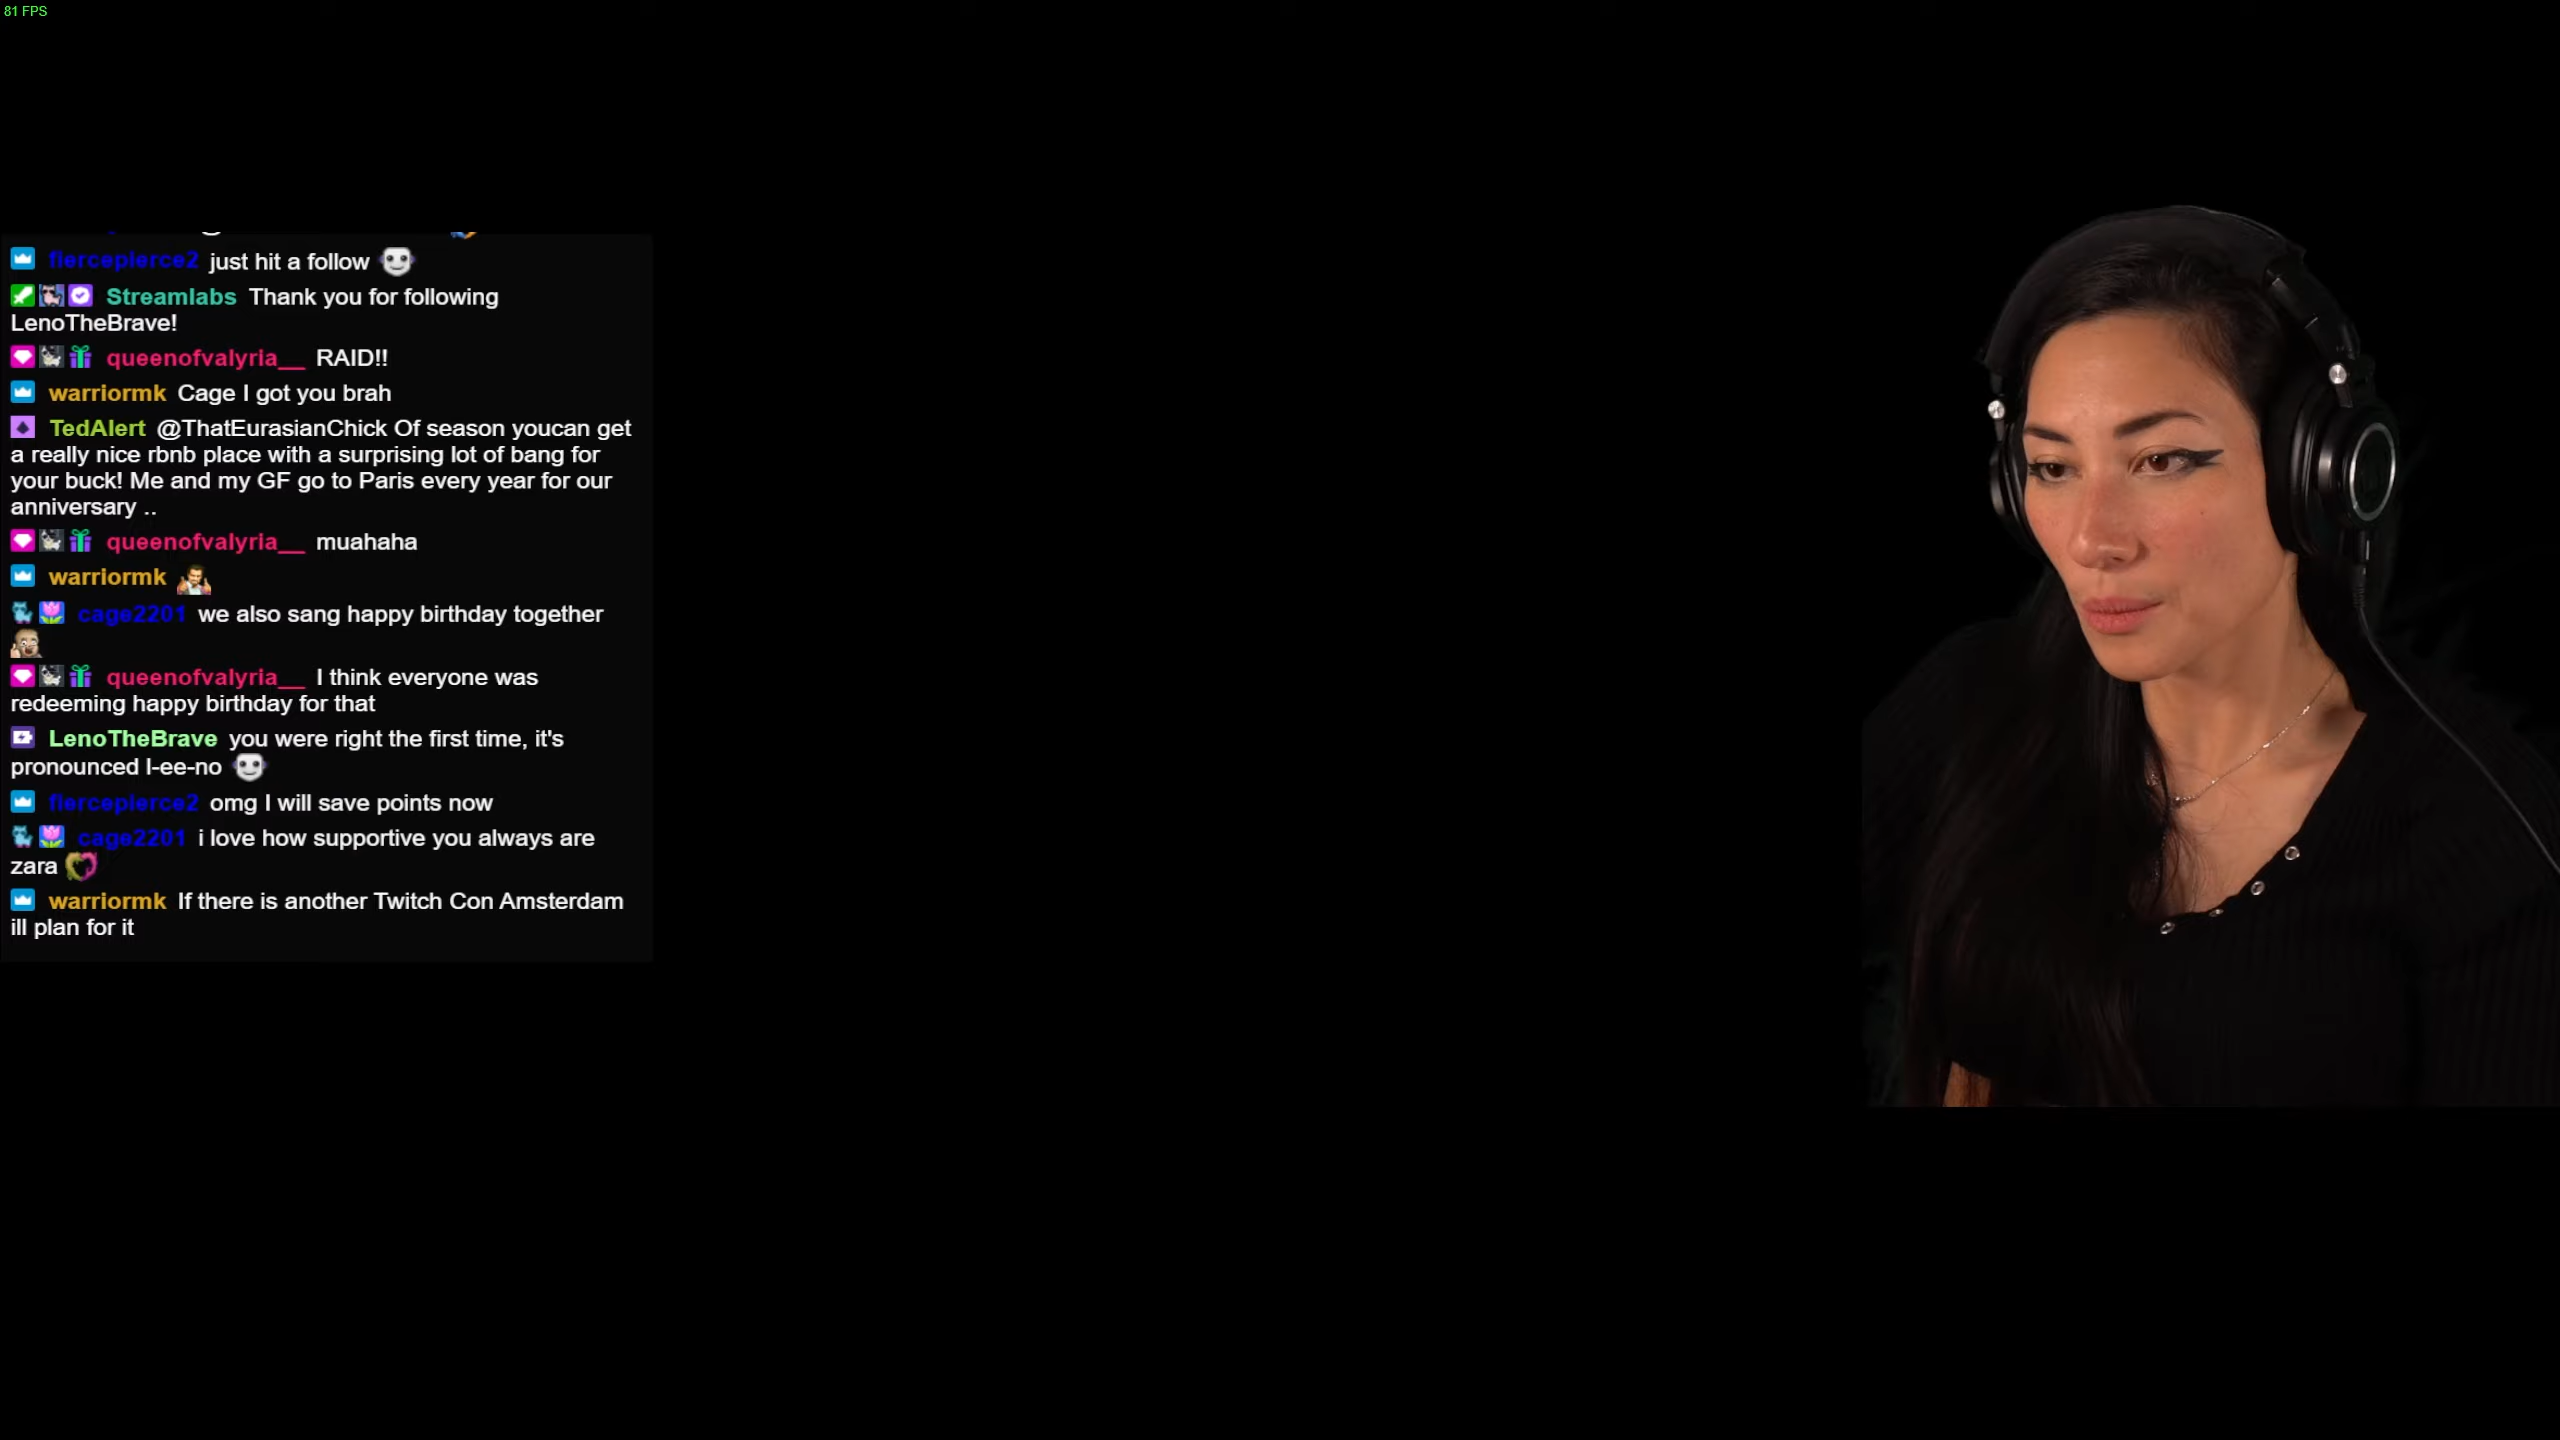 81 FPS
fiercepierce2 just hit a follow
Streamlabs Thank you for following
LenoTheBrave!
queenofvalyria__ RAID!!
warriormk Cage I got you brah
TedAlert @ThatEurasianChick Of season youcan get
a really nice rbnb place with a surprising lot of bang for
your buck! Me and my GF go to Paris every year for our
anniversary ..
queenofvalyria__ muahaha
warriormk
cage2201 we also sang happy birthday together
queenofvalyria__ I think everyone was
redeeming happy birthday for that
LenoTheBrave you were right the first time, it's
pronounced l-ee-no
fiercepierce2 omg I will save points now
cage2201 i love how supportive you always are
zara
warriormk If there is another Twitch Con Amsterdam
ill plan for it